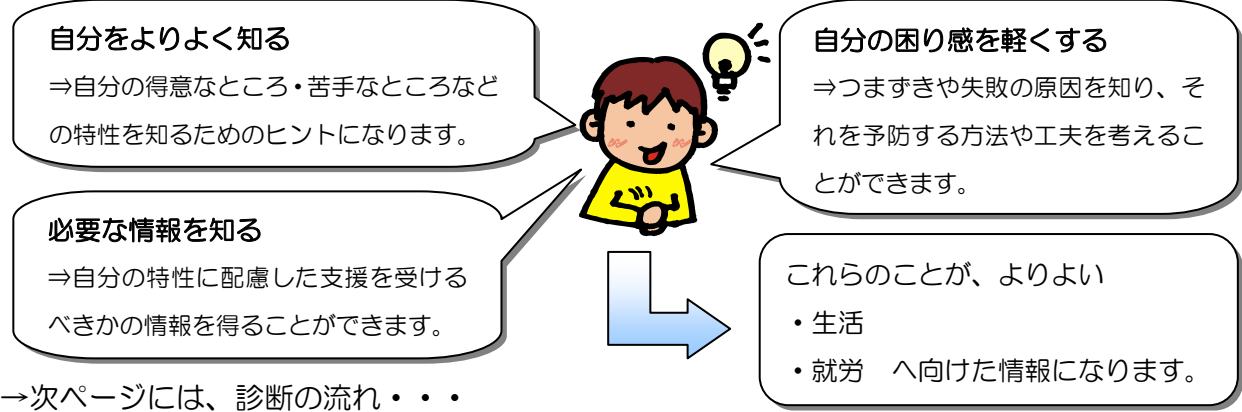 自分をよりよく知る
⇒自分の得意なところ・苦手なところなど
の特性を知るためのヒントになります。
自分の困り感を軽くする
⇒つまずきや失敗の原因を知り、そ
れを予防する方法や工夫を考えるこ
とができます。
必要な情報を知る
⇒自分の特性に配慮した支援を受ける
べきかの情報を得ることができます。
これらのことが、よりよい
・生活
・就労　へ向けた情報になります。
→次ページには、診断の流れ・・・